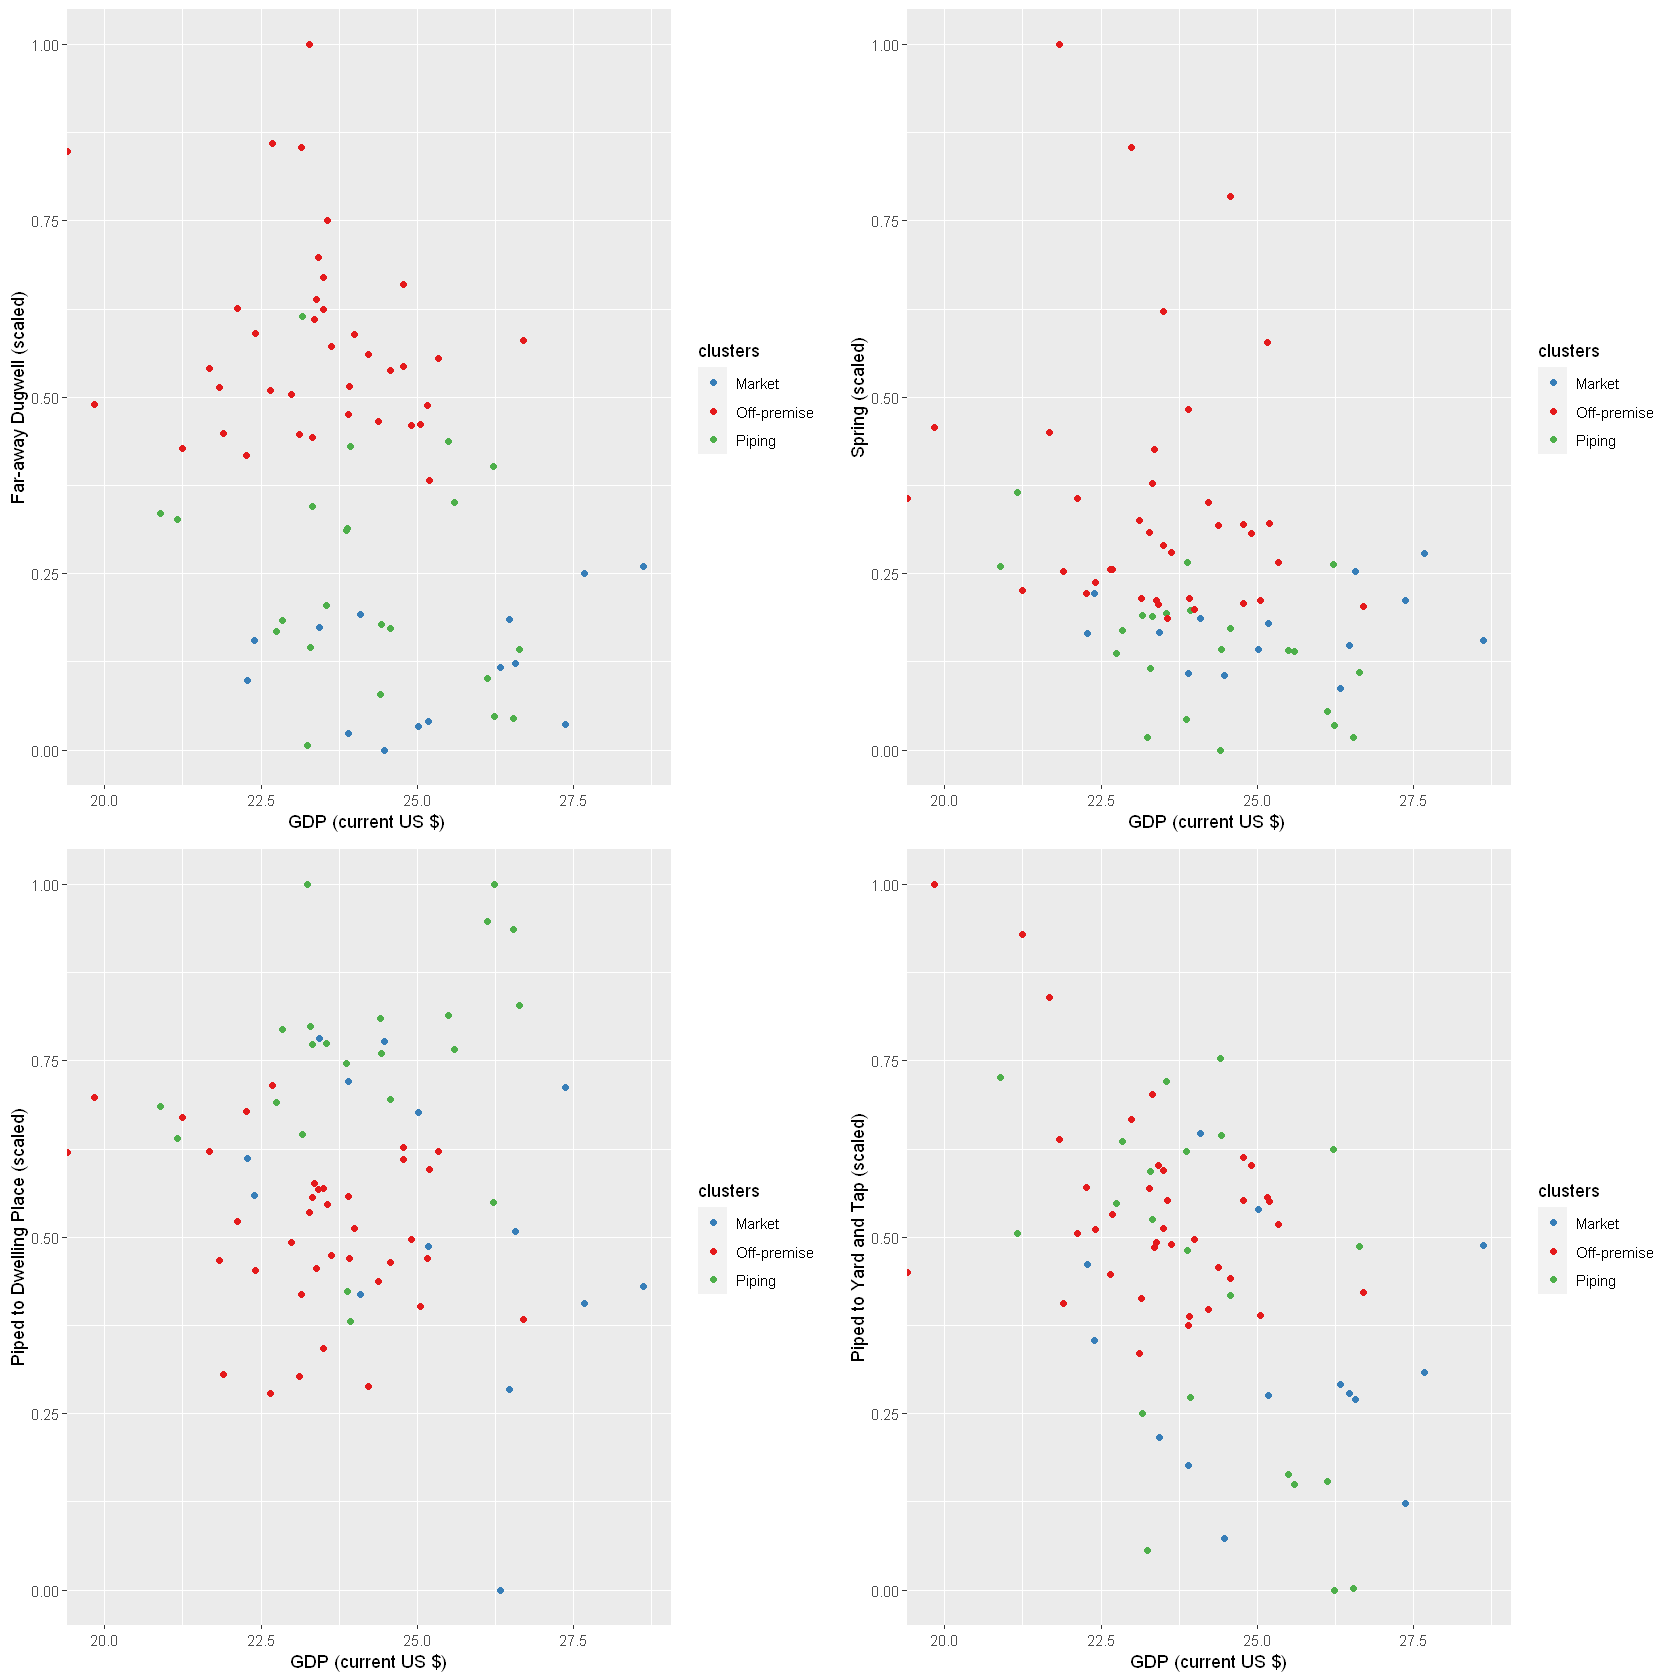 1.00
0.75
0.50
0.25
0.00
Far-away Dugwell (scaled)
20.0 22.5 25.0 27.5
GDP (current US $)
clusters
Market
Off-premise
Piping
1.00
0.75
0.50
0.25
0.00
Spring (scaled)
20.0 22.5 25.0 27.5
GDP (current US $)
clusters
Market
Off-premise
Piping
1.00
0.75
0.50
0.25
0.00
Piped to Dwelling Place (scaled)
20.0 22.5 25.0 27.5
GDP (current US $)
clusters
Market
Off-premise
Piping
1.00
0.75
0.50
0.25
0.00
Piped to Yard and Tap (scaled)
20.0 22.5 25.0 27.5
GDP (current US $)
clusters
Market
Off-premise
Piping